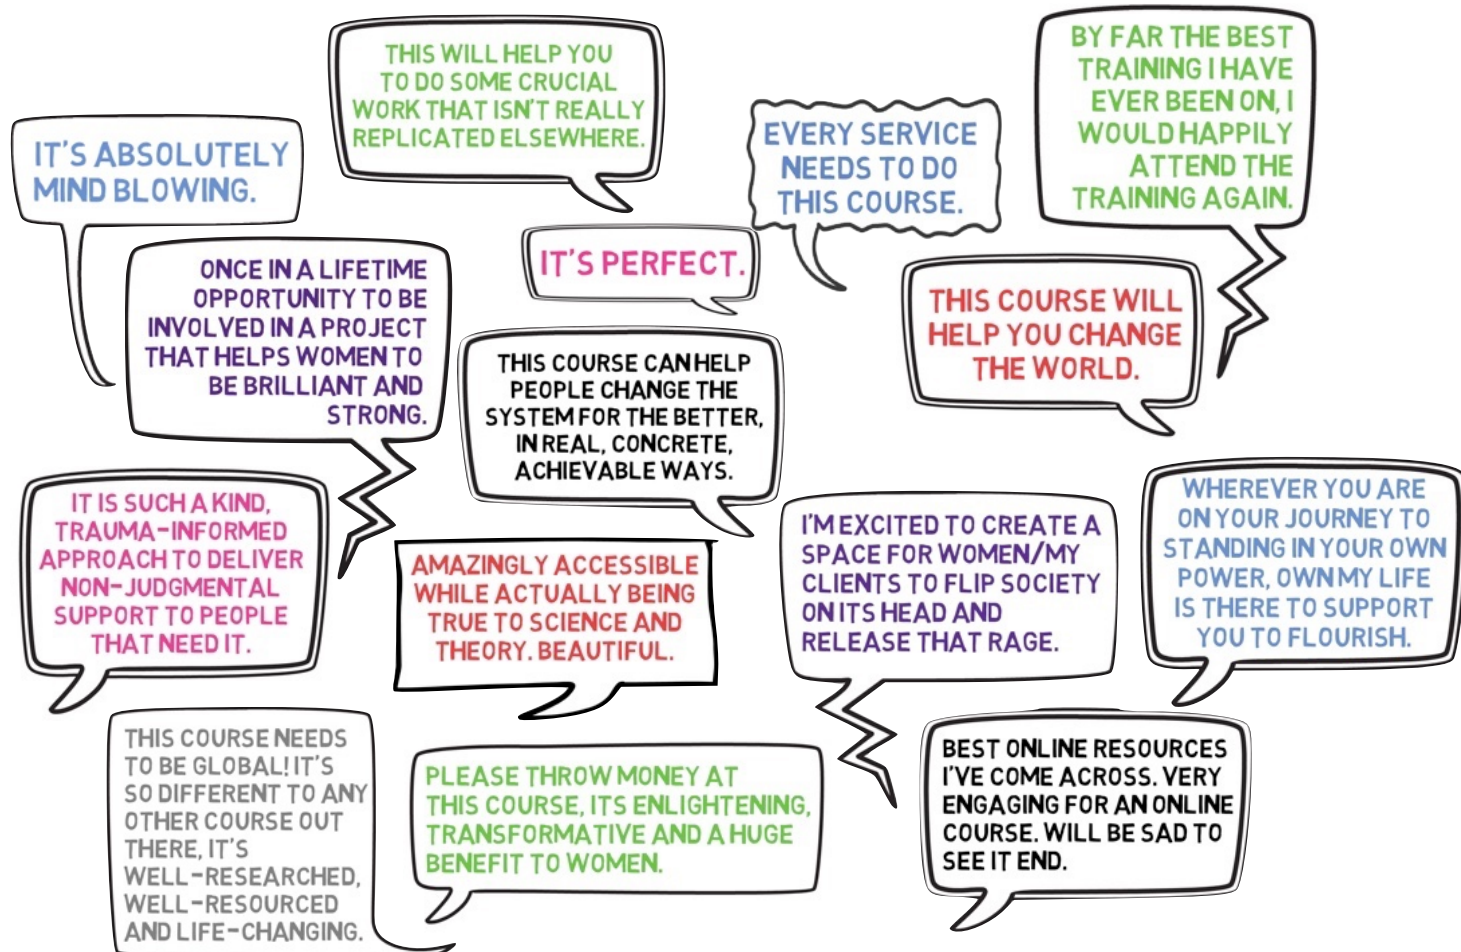 THIS WILL HELP YOU
TO DO SOME CRUCIAL
WORK THAT ISN'T REALLY
REPLICATED ELSEWHERE.
BY FAR THE BEST
TRAINING I HAVE
EVER BEEN ON, I
WOULD HAPPILY
ATTEND THE
TRAINING AGAIN.
IT'S ABSOLUTELY
MIND BLOWING.
EVERY SERVICE
NEEDS TO DO
THIS COURSE.
ONCE IN A LIFETIME
OPPORTUNITY TO BE
INVOLVED IN A PROJECT
THAT HELPS WOMEN TO
BE BRILLIANT AND
STRONG.
IT'S PERFECT.
THIS COURSE WILL
HELP YOU CHANGE
THE WORLD.
THIS COURSE CAN HELP
PEOPLE CHANGE THE
SYSTEM FOR THE BETTER,
IN REAL, CONCRETE,
ACHIEVABLE WAYS.
IT IS SUCH A KIND,
TRAUMA-INFORMED
APPROACH TO DELIVER
NON-JUDGMENTAL
SUPPORT TO PEOPLE
THAT NEED IT.
AMAZINGLY ACCESSIBLE
WHILE ACTUALLY BEING
TRUE TO SCIENCE AND
THEORY. BEAUTIFUL.
I'M EXCITED TO CREATE A
SPACE FOR WOMEN/MY
CLIENTS TO FLIP SOCIETY
ON ITS HEAD AND
RELEASE THAT RAGE.
WHEREVER YOU ARE
ON YOUR JOURNEY TO
STANDING IN YOUR OWN
POWER, OWN MY LIFE
IS THERE TO SUPPORT
YOU TO FLOURISH.
THIS COURSE NEEDS
TO BE GLOBAL! IT'S
SO DIFFERENT TO ANY
OTHER COURSE OUT
THERE, IT'S
WELL-RESEARCHED,
WELL-RESOURCED
AND LIFE-CHANGING.
PLEASE THROW MONEY AT
THIS COURSE, ITS ENLIGHTENING,
TRANSFORMATIVE AND A HUGE
BENEFIT TO WOMEN.
BEST ONLINE RESOURCES
I'VE COME ACROSS. VERY
ENGAGING FOR AN ONLINE
COURSE. WILL BE SAD TO
SEE IT END.